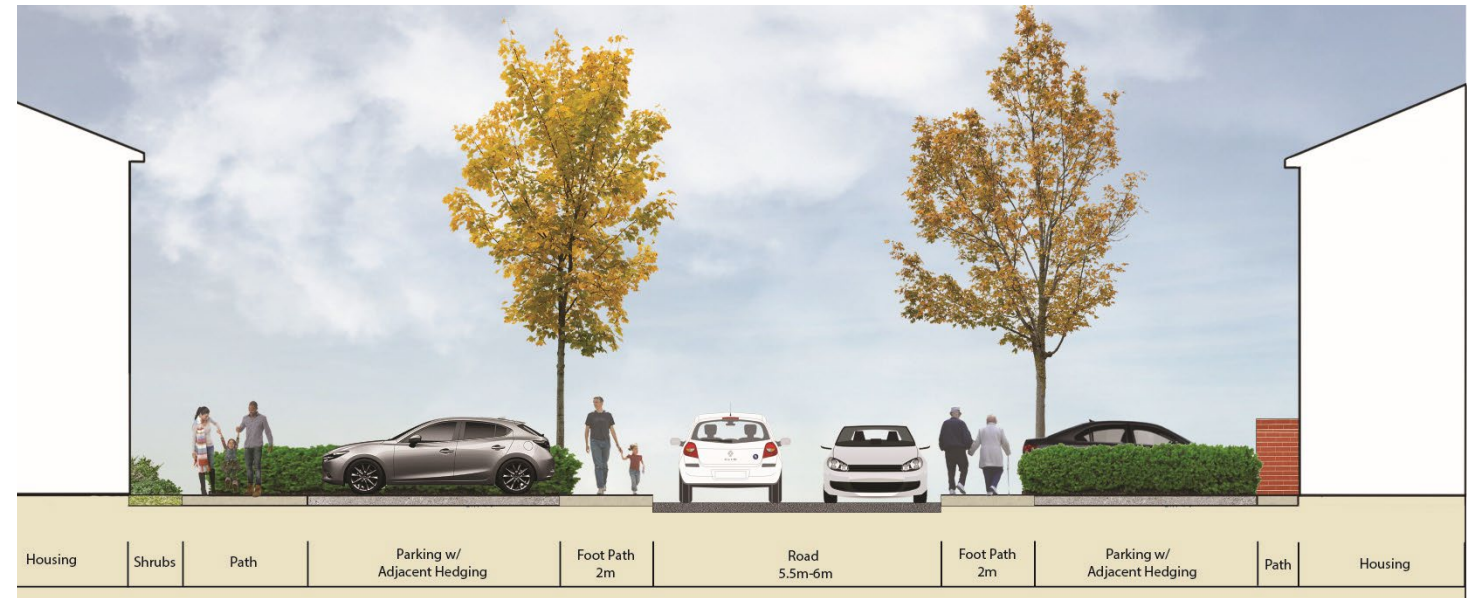 Housing
Shrubs
Path
Parking w/
Adjacent Hedging
Foot Path
2m
Road
5.5m-6m
Foot Path
2m
Parking w/
Adjacent Hedging
Path
Housing